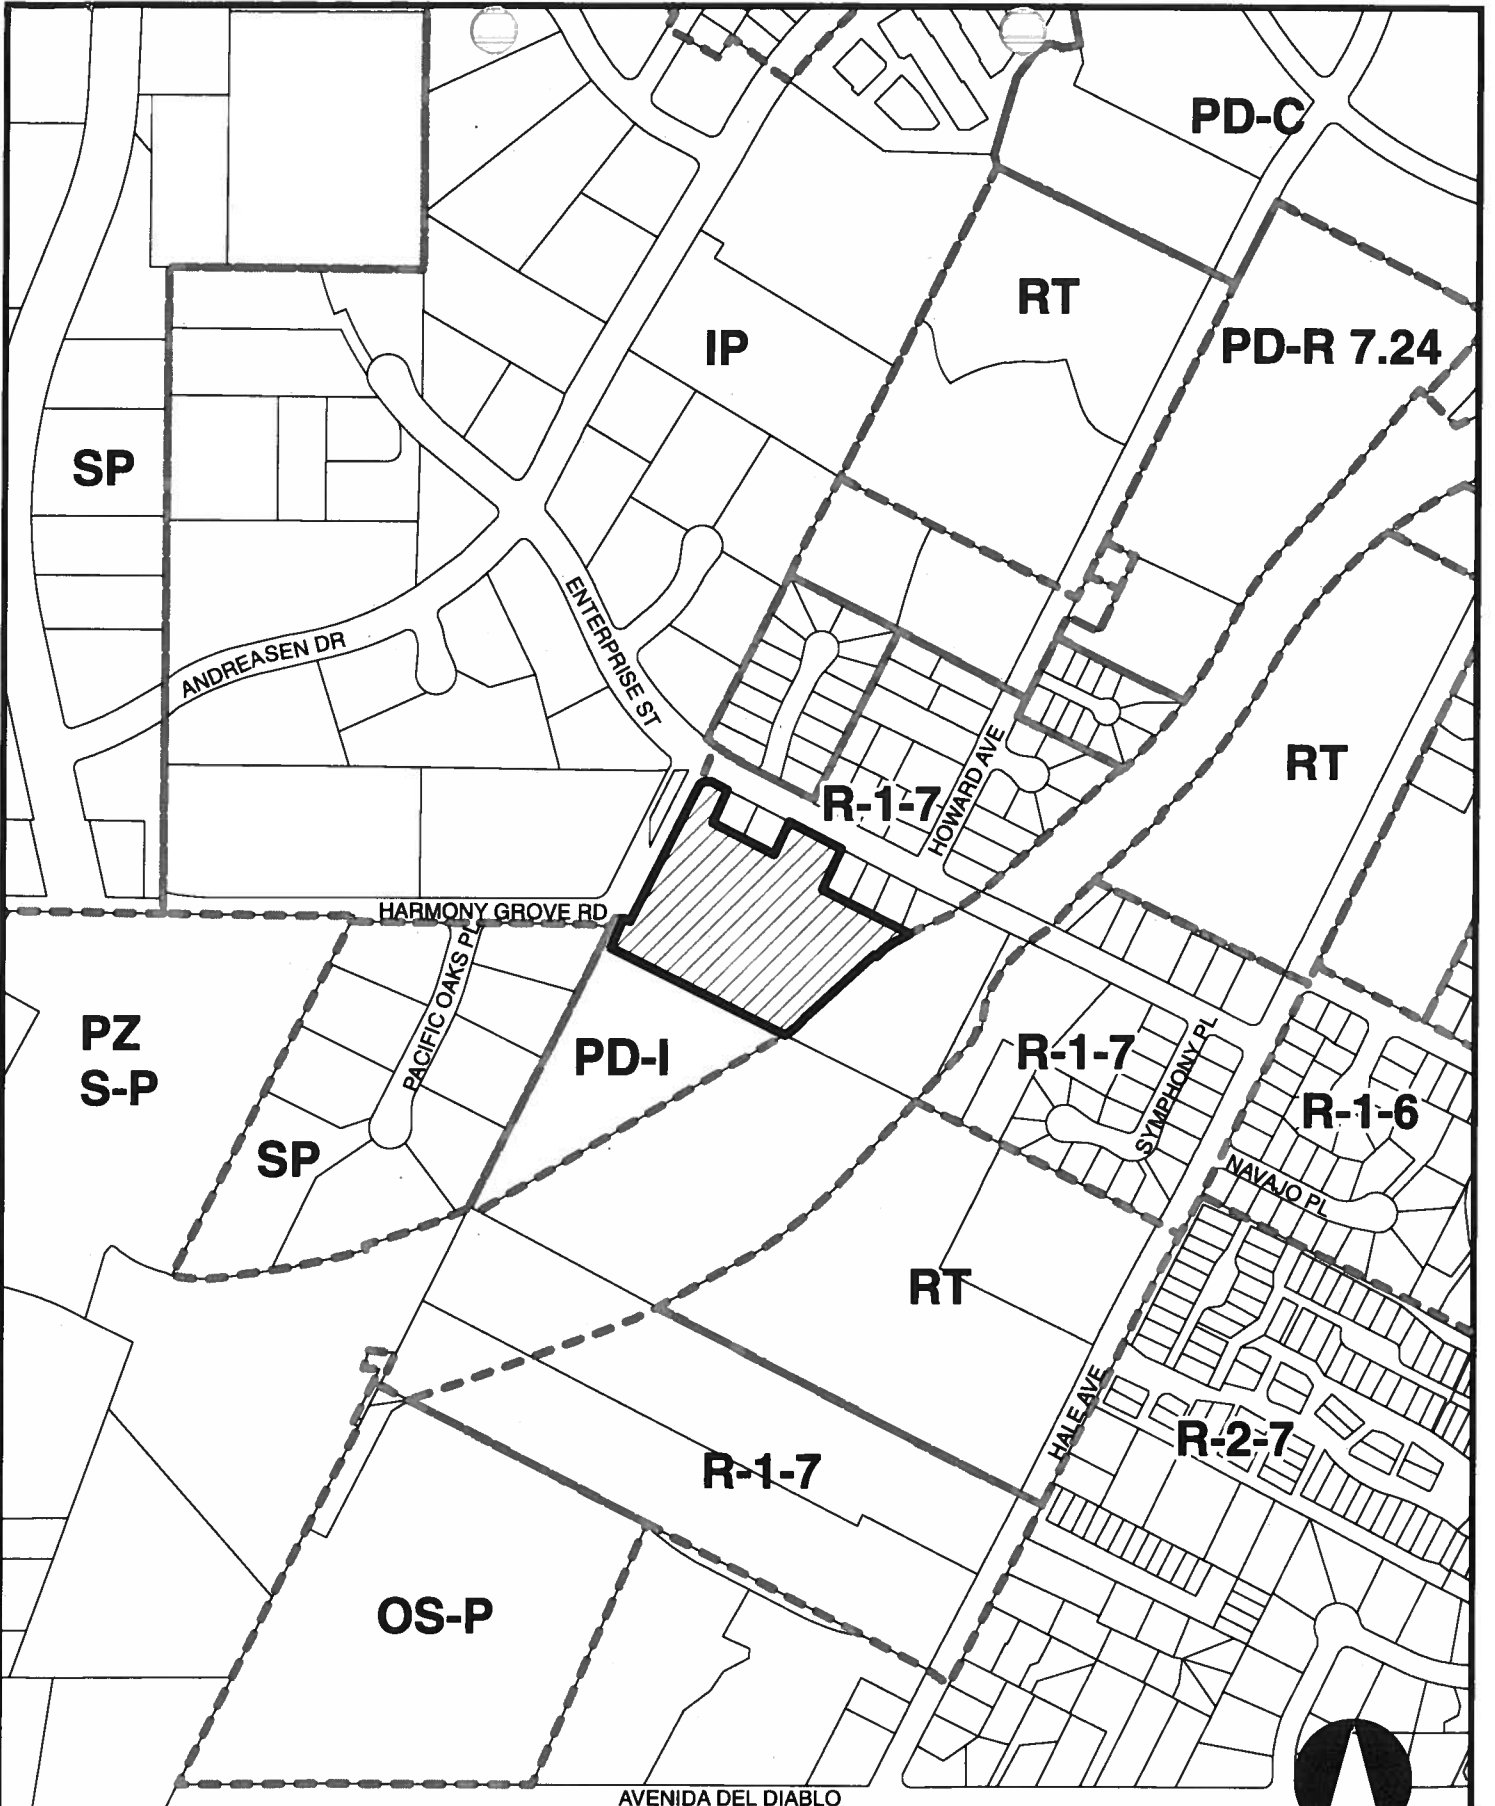 PD-C
RT
IP
PD-R 7.24
SP
ENTERPRISE ST
ANDREASEN DR
HOWARD AVE
RT
R-1-7
HARMONY GROVE RD
PACIFIC OAKS PL
PZ
S-P
PD-I
R-1-7
SYMPHONY PL
R-1-6
SP
NAVAJO PL
RT
HALE AVE
R-2-7
R-1-7
OS-P
AVENIDA DEL DIABLO